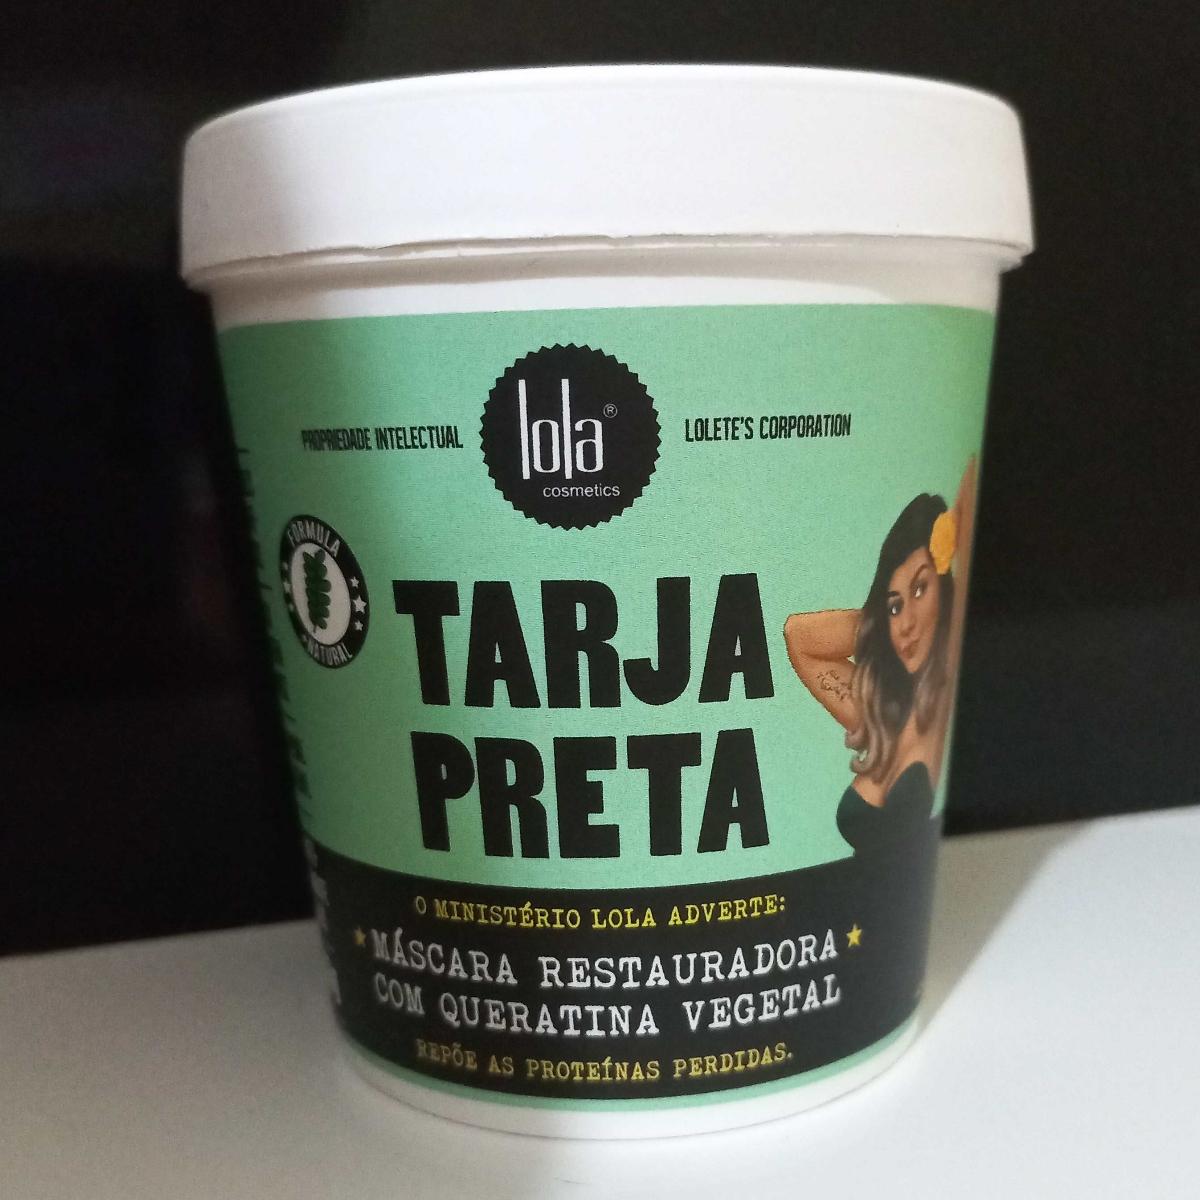 PROPRIEDADE INTELECTUAL
lola®
cosmetics
LOLETE'S CORPORATION
FORMULA
NATURAL
TARJA
PRETA
O MINISTÉRIO LOLA ADVERTE:
MÁSCARA RESTAURADORA
COM QUERATINA VEGETAL
REPÕE AS PROTEÍNAS PERDIDAS.